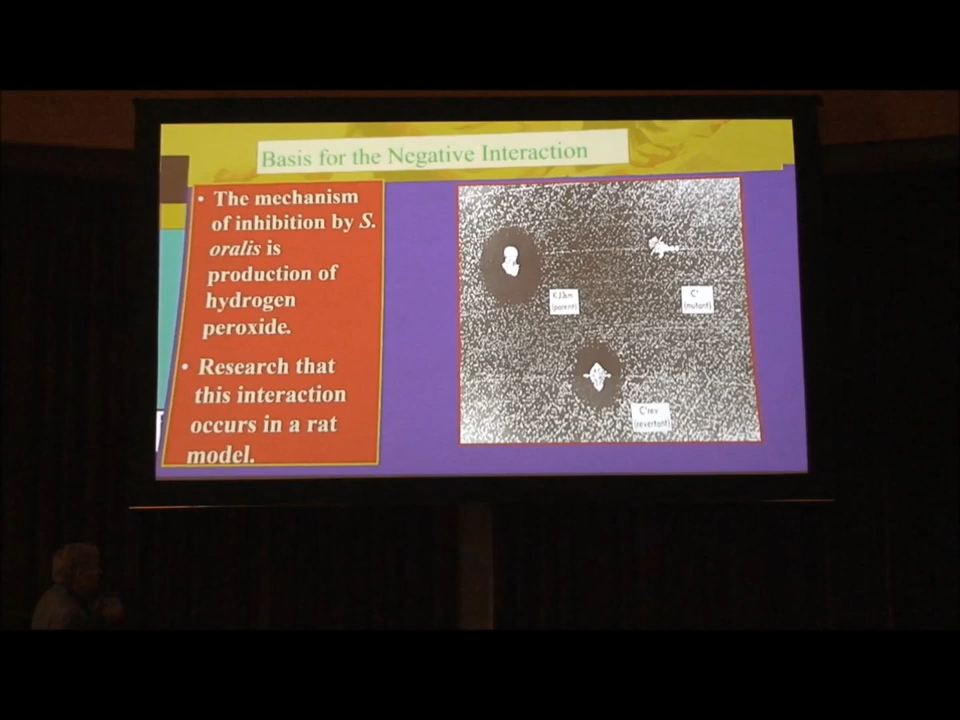 Basis for the Negative Interaction
• The mechanism
of inhibition by S.
oralis is
production of
hydrogen
peroxide.
• Research that
this interaction
occurs in a rat
model.
(parent)
C'
(mutant)
C'rev
(revertant)